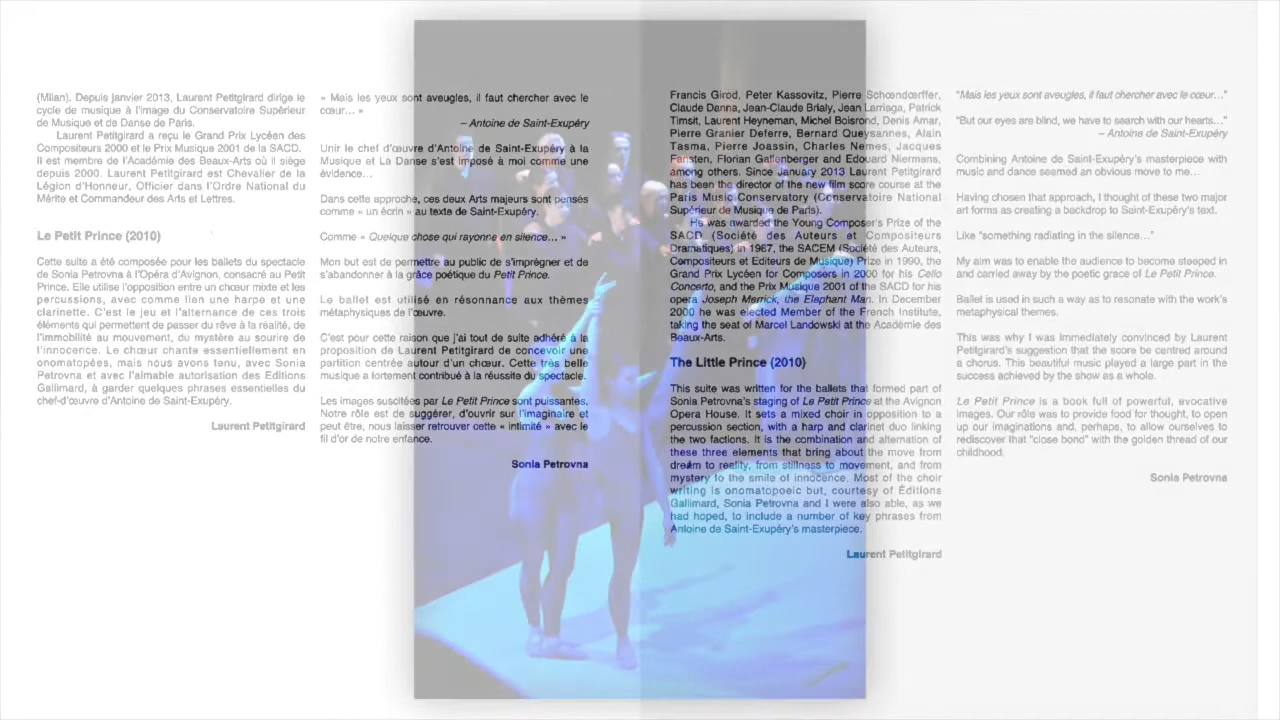 (Milan). Depuis janvier 2013, Laurent Petitgirard dirige le
cycle de musique à l'image du Conservatoire Supérieur
de Musique et de Danse de Paris.
Laurent Petitgirard a reçu le Grand Prix Lycéen des
Compositeurs 2000 et le Prix Musique 2001 de la SACD.
Il est membre de l'Académie des Beaux-Arts où il siège
depuis 2000. Laurent Petitgirard est Chevalier de la
Légion d'Honneur, Officier dans l'Ordre National du
Mérite et Commandeur des Arts et Lettres.
Le Petit Prince (2010)
Cette suite a été composée pour les ballets du spectacle
de Sonia Petrovna à l'Opéra d'Avignon, consacré au Petit
Prince. Elle utilise l'opposition entre un chœur mixte et les
percussions, avec comme lien une harpe et une
clarinette. C'est le jeu et l'alternance de ces trois
éléments qui permettent de passer du rêve à la réalité, de
l'immobilité au mouvement, du mystère au sourire de
l'innocence. Le chœur chante essentiellement en
onomatopées, mais nous avons tenu, avec Sonia
Petrovna et avec l'aimable autorisation des Editions
Gallimard, à garder quelques phrases essentielles du
chef-d'œuvre d'Antoine de Saint-Exupéry.
Laurent Petitgirard
« Mais les yeux sont aveugles, il faut chercher avec le
cœur... »
– Antoine de Saint-Exupéry
Unir le chef d'œuvre d'Antoine de Saint-Exupéry à la
Musique et La Danse s'est imposé à moi comme une
évidence...
Dans cette approche, ces deux Arts majeurs sont pensés
comme « un écrin » au texte de Saint-Exupéry.
Comme « Quelque chose qui rayonne en silence... »
Mon but est de permettre au public de s'imprégner et de
s'abandonner à la grâce poétique du Petit Prince.
Le ballet est utilisé en résonnance aux thèmes
métaphysiques de l'œuvre.
C'est pour cette raison que j'ai tout de suite adhéré à la
proposition de Laurent Petitgirard de concevoir une
partition centrée autour d'un chœur. Cette très belle
musique a fortement contribué à la réussite du spectacle.
Les images suscitées par Le Petit Prince sont puissantes.
Notre rôle est de suggérer, d'ouvrir sur l'imaginaire et
peut être, nous laisser retrouver cette « intimité » avec le
fil d'or de notre enfance.
Sonia Petrovna
Francis Girod, Peter Kassovitz, Pierre Schœndœrffer,
Claude Danna, Jean-Claude Brialy, Jean Larriaga, Patrick
Timsit, Laurent Heyneman, Michel Boisrond, Denis Amar,
Pierre Granier Deferre, Bernard Queysannes, Alain
Tasma, Pierre Joassin, Charles Nemes, Jacques
Fansten, Florian Gallenberger and Edouard Niermans,
among others. Since January 2013 Laurent Petitgirard
has been the director of the new film score course at the
Paris Music Conservatory (Conservatoire National
Supérieur de Musique de Paris).
He was awarded the Young Composer's Prize of the
SACD (Société des Auteurs et Compositeurs
Dramatiques) in 1987, the SACEM (Société des Auteurs,
Compositeurs et Editeurs de Musique) Prize in 1990, the
Grand Prix Lycéen for Composers in 2000 for his Cello
Concerto, and the Prix Musique 2001 of the SACD for his
opera Joseph Merrick, the Elephant Man. In December
2000 he was elected Member of the French Institute,
taking the seat of Marcel Landowski at the Académie des
Beaux-Arts.
The Little Prince (2010)
This suite was written for the ballets that formed part of
Sonia Petrovna's staging of Le Petit Prince at the Avignon
Opera House. It sets a mixed choir in opposition to a
percussion section, with a harp and clarinet duo linking
the two factions. It is the combination and alternation of
these three elements that bring about the move from
dream to reality, from stillness to movement, and from
mystery to the smile of innocence. Most of the choir
writing is onomatopoeic but, courtesy of Éditions
Gallimard, Sonia Petrovna and I were also able, as we
had hoped, to include a number of key phrases from
Antoine de Saint-Exupéry's masterpiece.
Laurent Petitgirard
"Mais les yeux sont aveugles, il faut chercher avec le cœur..."
"But our eyes are blind, we have to search with our hearts..."
– Antoine de Saint-Exupéry
Combining Antoine de Saint-Exupéry's masterpiece with
music and dance seemed an obvious move to me...
Having chosen that approach, I thought of these two major
art forms as creating a backdrop to Saint-Exupéry's text.
Like "something radiating in the silence..."
My aim was to enable the audience to become steeped in
and carried away by the poetic grace of Le Petit Prince.
Ballet is used in such a way as to resonate with the work's
metaphysical themes.
This was why I was immediately convinced by Laurent
Petitgirard's suggestion that the score be centred around
a chorus. This beautiful music played a large part in the
success achieved by the show as a whole.
Le Petit Prince is a book full of powerful, evocative
images. Our rôle was to provide food for thought, to open
up our imaginations and, perhaps, to allow ourselves to
rediscover that "close bond" with the golden thread of our
childhood.
Sonia Petrovna